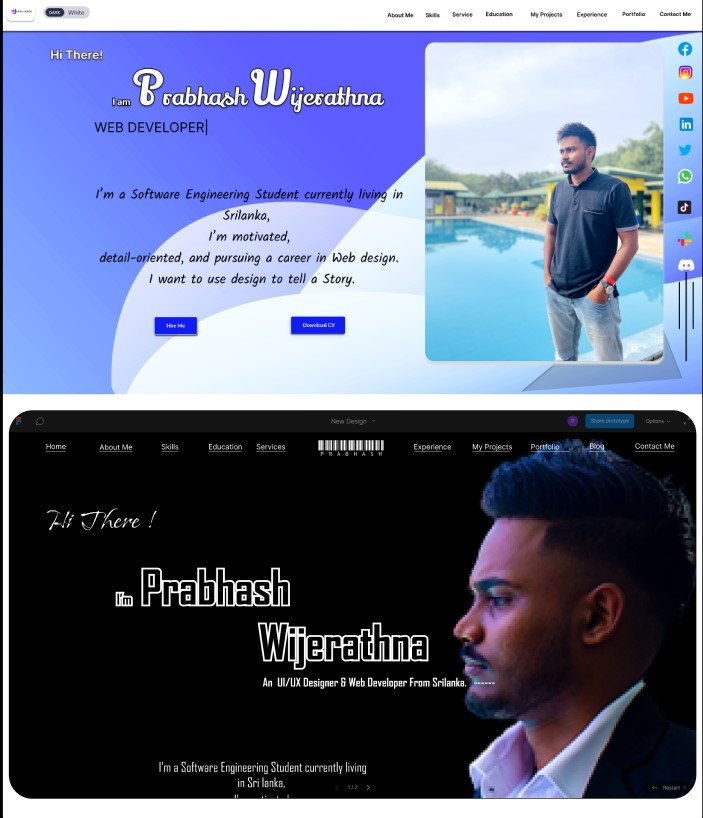 DARK White
About Me Skills Service Education My Projects Experience Portfolio Contact Me
Hi There!
I am Prabhash Wijerathna
WEB DEVELOPER|
I'm a Software Engineering Student currently living in
Srilanka,
I'm motivated,
detail-oriented, and pursuing a career in Web design.
I want to use design to tell a Story.
Hire Me Download CV
New Design
P Share prototype Options
Home About Me Skills Education Services PRABHASH Experience My Projects Portfolio Blog Contact Me
Hi There !
I'm Prabhash
Wijerathna
An UI/UX Designer & Web Developer From Srilanka. ------
I'm a Software Engineering Student currently living
in Sri lanka,
1 / 2 Restart